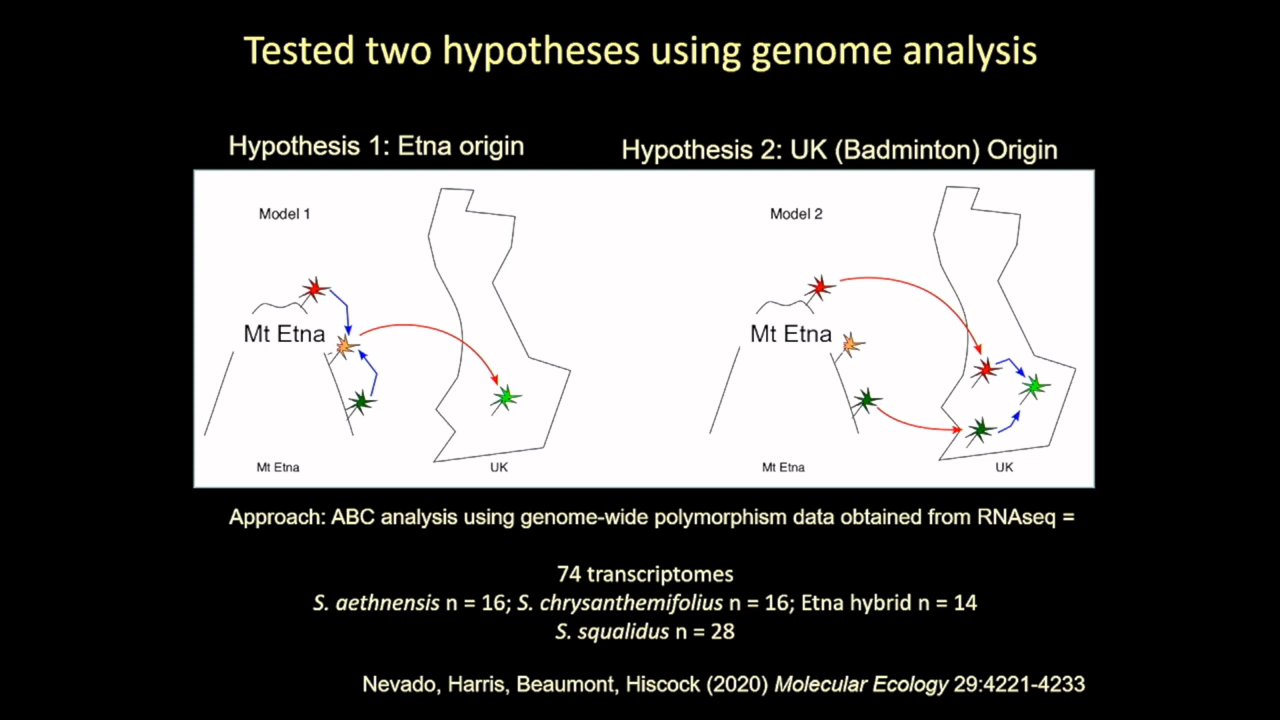 Tested two hypotheses using genome analysis
Hypothesis 1: Etna origin
Hypothesis 2: UK (Badminton) Origin
Model 1
Mt Etna
Mt Etna
UK
Model 2
Mt Etna
Mt Etna
UK
Approach: ABC analysis using genome-wide polymorphism data obtained from RNAseq =
74 transcriptomes
S. aethnensis n = 16; S. chrysanthemifolius n = 16; Etna hybrid n = 14
S. squalidus n = 28
Nevado, Harris, Beaumont, Hiscock (2020) Molecular Ecology 29:4221-4233